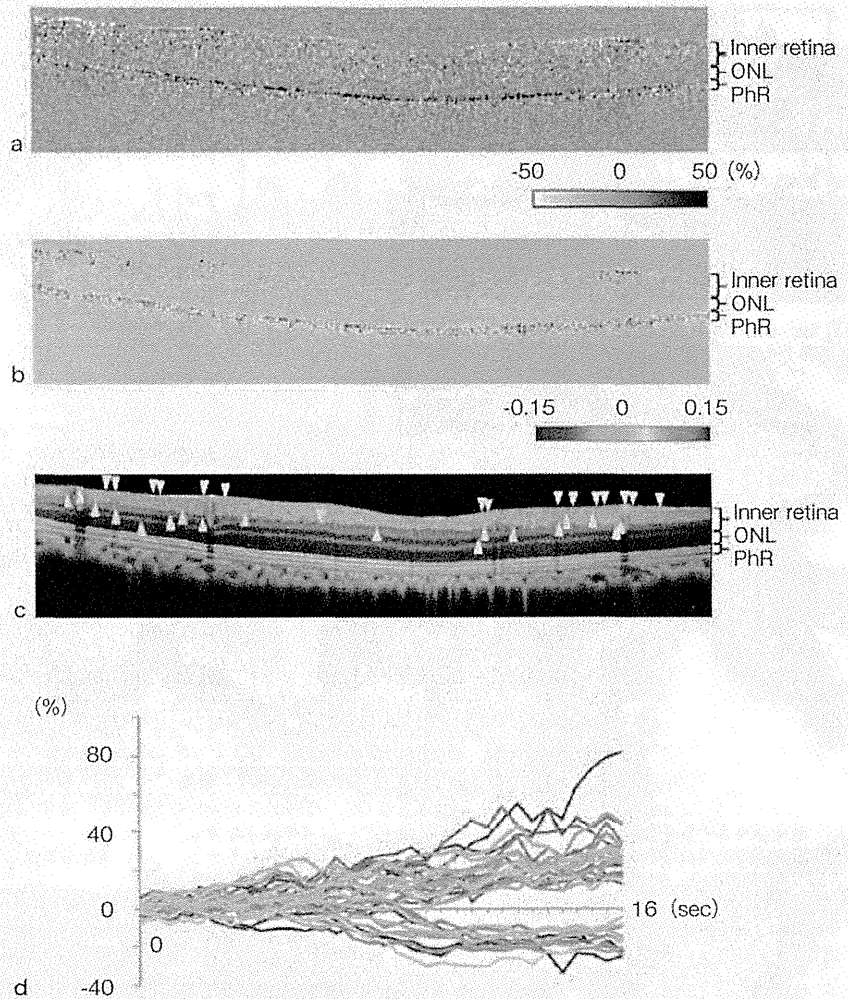 Inner retina
ONL
PhR
a
-50 0 50 (%)
Inner retina
ONL
PhR
b
-0.15 0 0.15
Inner retina
ONL
PhR
c
(%)
80
40
0
16 (sec)
0
-40
d